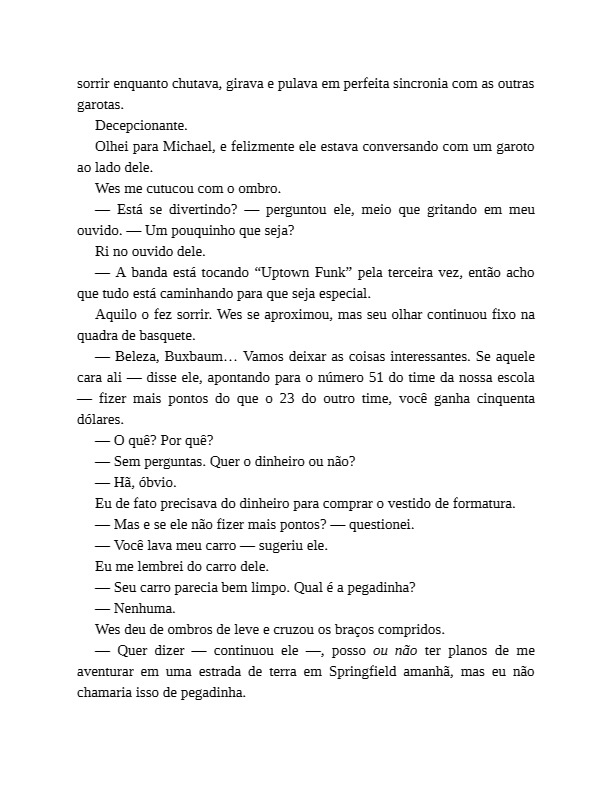 sorrir enquanto chutava, girava e pulava em perfeita sincronia com as outras
garotas.
Decepcionante.
Olhei para Michael, e felizmente ele estava conversando com um garoto
ao lado dele.
Wes me cutucou com o ombro.
— Está se divertindo? — perguntou ele, meio que gritando em meu
ouvido. — Um pouquinho que seja?
Ri no ouvido dele.
— A banda está tocando “Uptown Funk” pela terceira vez, então acho
que tudo está caminhando para que seja especial.
Aquilo o fez sorrir. Wes se aproximou, mas seu olhar continuou fixo na
quadra de basquete.
— Beleza, Buxbaum… Vamos deixar as coisas interessantes. Se aquele
cara ali — disse ele, apontando para o número 51 do time da nossa escola
— fizer mais pontos do que o 23 do outro time, você ganha cinquenta
dólares.
— O quê? Por quê?
— Sem perguntas. Quer o dinheiro ou não?
— Hã, óbvio.
Eu de fato precisava do dinheiro para comprar o vestido de formatura.
— Mas e se ele não fizer mais pontos? — questionei.
— Você lava meu carro — sugeriu ele.
Eu me lembrei do carro dele.
— Seu carro parecia bem limpo. Qual é a pegadinha?
— Nenhuma.
Wes deu de ombros de leve e cruzou os braços compridos.
— Quer dizer — continuou ele —, posso ou não ter planos de me
aventurar em uma estrada de terra em Springfield amanhã, mas eu não
chamaria isso de pegadinha.